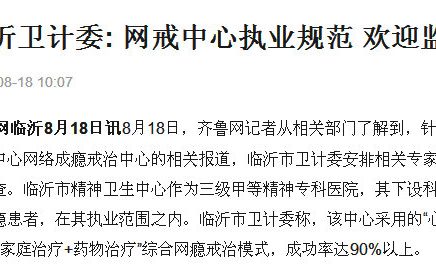 沂卫计委: 网戒中心执业规范 欢迎监
08-18 10:07
网临沂8月18日讯8月18日，齐鲁网记者从相关部门了解到，针
中心网络成瘾戒治中心的相关报道，临沂市卫计委安排相关专家
查。临沂市精神卫生中心作为三级甲等精神专科医院，其下设科
瘾患者，在其执业范围之内。临沂市卫计委称，该中心采用的“心
家庭治疗+药物治疗”综合网瘾戒治模式，成功率达90%以上。